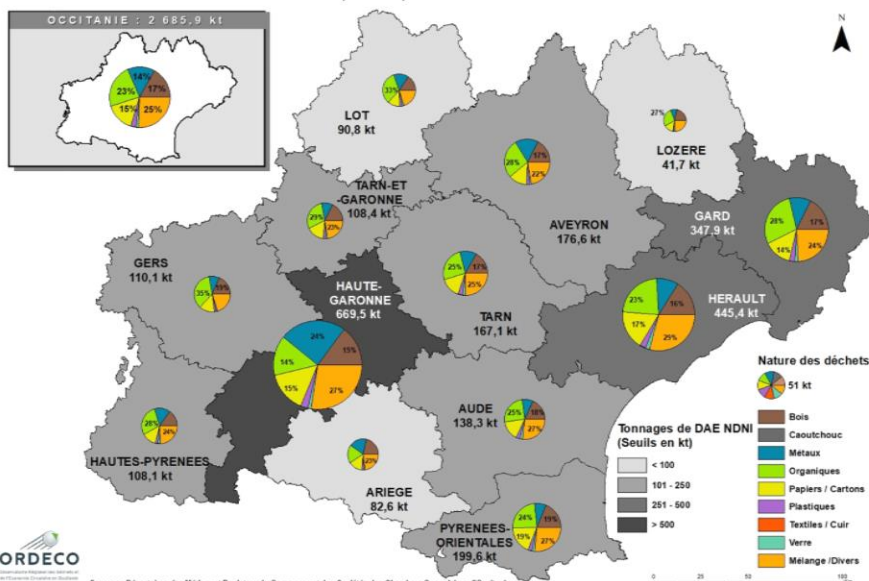 OCCITANIE : 2 685,9 kt
14%
23%
17%
15%
25%
N
33%
LOT
90,8 kt
27%
LOZERE
41,7 kt
28%
17%
22%
AVEYRON
176,6 kt
TARN-ET
-GARONNE
108,4 kt
29%
23%
GARD
347,9 kt
28%
17%
14%
24%
GERS
110,1 kt
35%
19%
HAUTE-
GARONNE
669,5 kt
25%
17%
25%
TARN
167,1 kt
23%
16%
17%
25%
HERAULT
445,4 kt
24%
14%
15%
15%
27%
28%
24%
HAUTES-PYRENEES
108,1 kt
AUDE
138,3 kt
25%
18%
27%
23%
ARIEGE
82,6 kt
24%
19%
19%
27%
PYRENEES-
ORIENTALES
199,6 kt
Tonnages de DAE NDNI
(Seuils en kt)
< 100
101 - 250
251 - 500
> 500
Nature des déchets
51 kt
Bois
Caoutchouc
Métaux
Organiques
Papiers / Cartons
Plastiques
Textiles / Cuir
Verre
Mélange /Divers
ORDECO